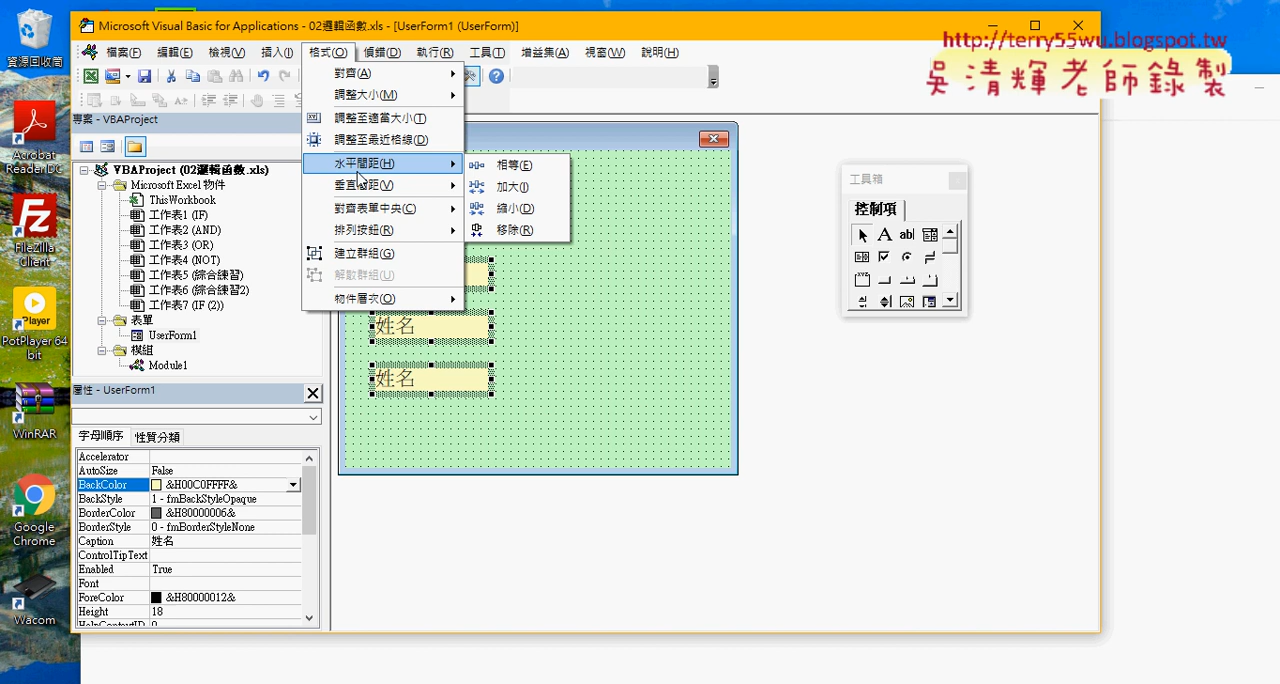 資源回收筒
Acrobat
Reader DC
FileZilla
Client
Player
PotPlayer 64
bit
WinRAR
Google
Chrome
Wacom
Microsoft Visual Basic for Applications - 02邏輯函數.xls - [UserForm1 (UserForm)]
http://terry55wu.blogspot.tw
吳清輝老師錄製
檔案(F) 編輯(E) 檢視(V) 插入(I) 格式(O) 偵錯(D) 執行(R) 工具(T) 增益集(A) 視窗(W) 說明(H)
對齊(A)
調整大小(M)
調整至適當大小(T)
調整至最近格線(D)
水平間距(H)
垂直間距(V)
對齊表單中央(C)
排列按鈕(R)
建立群組(G)
解散群組(U)
物件層次(O)
相等(E)
加大(I)
縮小(D)
移除(R)
專案 - VBAProject
VBAProject (02邏輯函數.xls)
Microsoft Excel 物件
ThisWorkbook
工作表1 (IF)
工作表2 (AND)
工作表3 (OR)
工作表4 (NOT)
工作表5 (綜合練習)
工作表6 (綜合練習2)
工作表7 (IF (2))
表單
UserForm1
模組
Module1
姓名
姓名
工具箱
控制項
A abl
屬性 - UserForm1
字母順序 性質分類
Accelerator
AutoSize False
BackColor &H00C0FFFF&
BackStyle 1 - fmBackStyleOpaque
BorderColor &H80000006&
BorderStyle 0 - fmBorderStyleNone
Caption 姓名
ControlTipText
Enabled True
Font
ForeColor &H80000012&
Height 18
HelpContextID 0